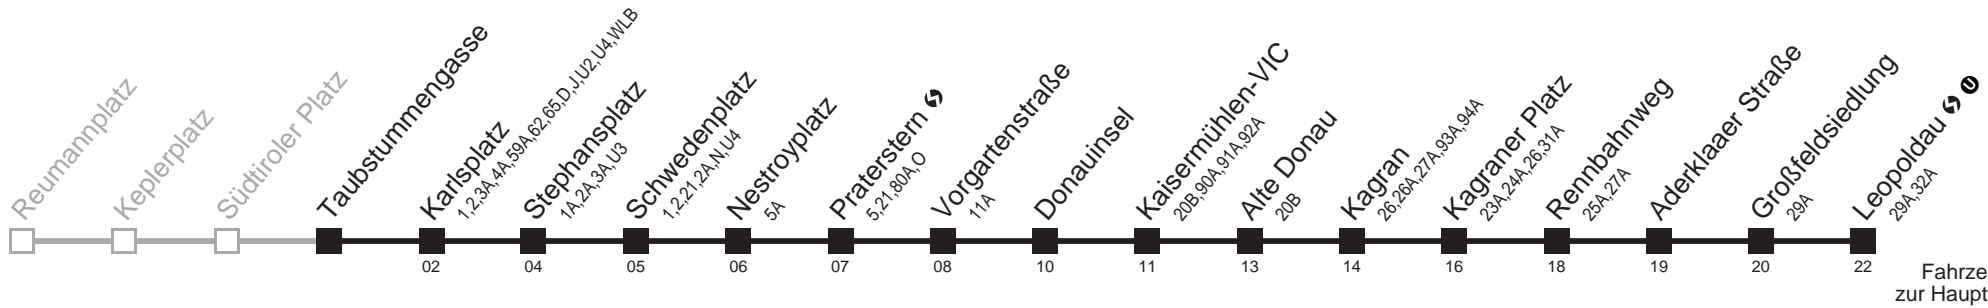 Reumannplatz
Keplerplatz
Südtiroler Platz
Taubstummengasse
Karlsplatz
1,2,3A,4A,59A,62,65,D,J,U2,U4,WLB
Stephansplatz
1A,2A,3A,U3
Schwedenplatz
1,2,21,2A,N,U4
Nestroyplatz
5A
Praterstern
5,21,80A,O
Vorgartenstraße
11A
Donauinsel
Kaisermühlen-VIC
20B,90A,91A,92A
Alte Donau
20B
Kagran
26,26A,27A,93A,94A
Kagraner Platz
23A,24A,26,31A
Rennbahnweg
25A,27A
Aderklaaer Straße
Großfeldsiedlung
29A
Leopoldau U
29A,32A
02 04 05 06 07 08 10 11 13 14 16 18 19 20 22
Fahrze
zur Haupt